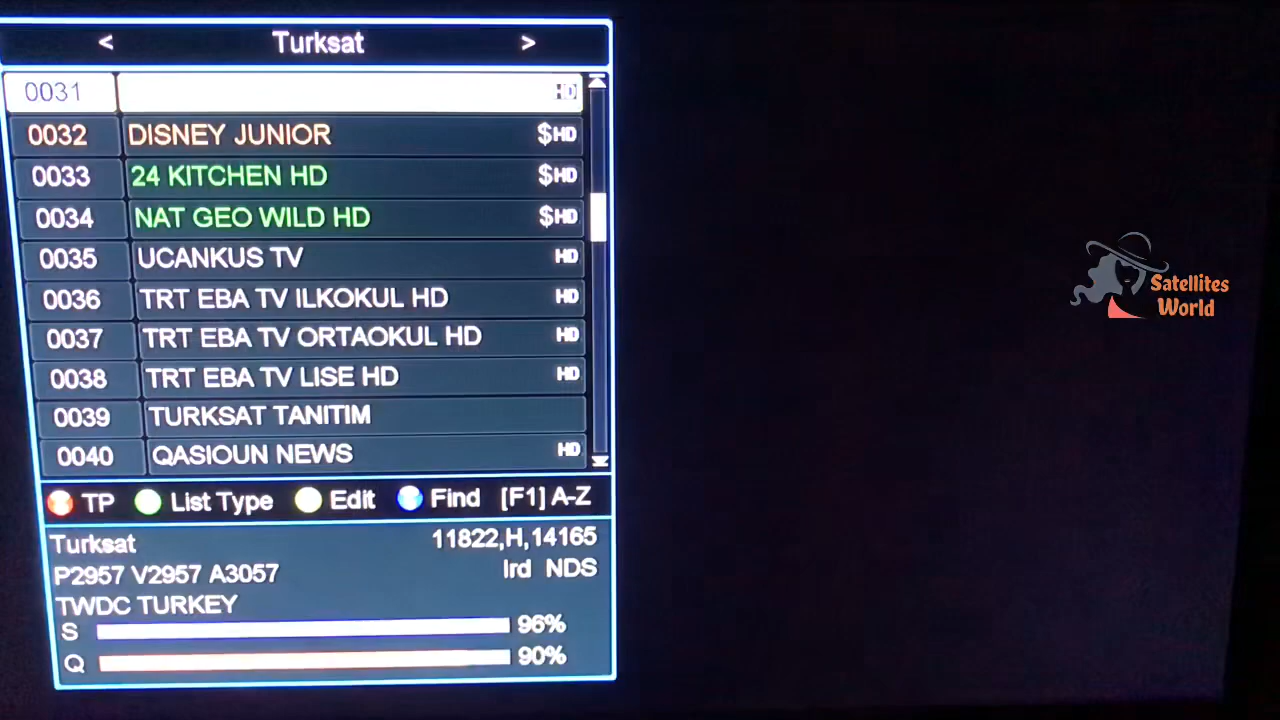 < Turksat >
0031 HD
0032 DISNEY JUNIOR $HD
0033 24 KITCHEN HD $HD
0034 NAT GEO WILD HD $HD
0035 UCANKUS TV HD
0036 TRT EBA TV ILKOKUL HD HD
0037 TRT EBA TV ORTAOKUL HD HD
0038 TRT EBA TV LISE HD HD
0039 TURKSAT TANITIM
0040 QASIOUN NEWS HD
TP List Type Edit Find [F1] A-Z
Turksat 11822,H,14165
P2957 V2957 A3057 Ird NDS
TWDC TURKEY
S 96%
Q 90%
Satellites
World